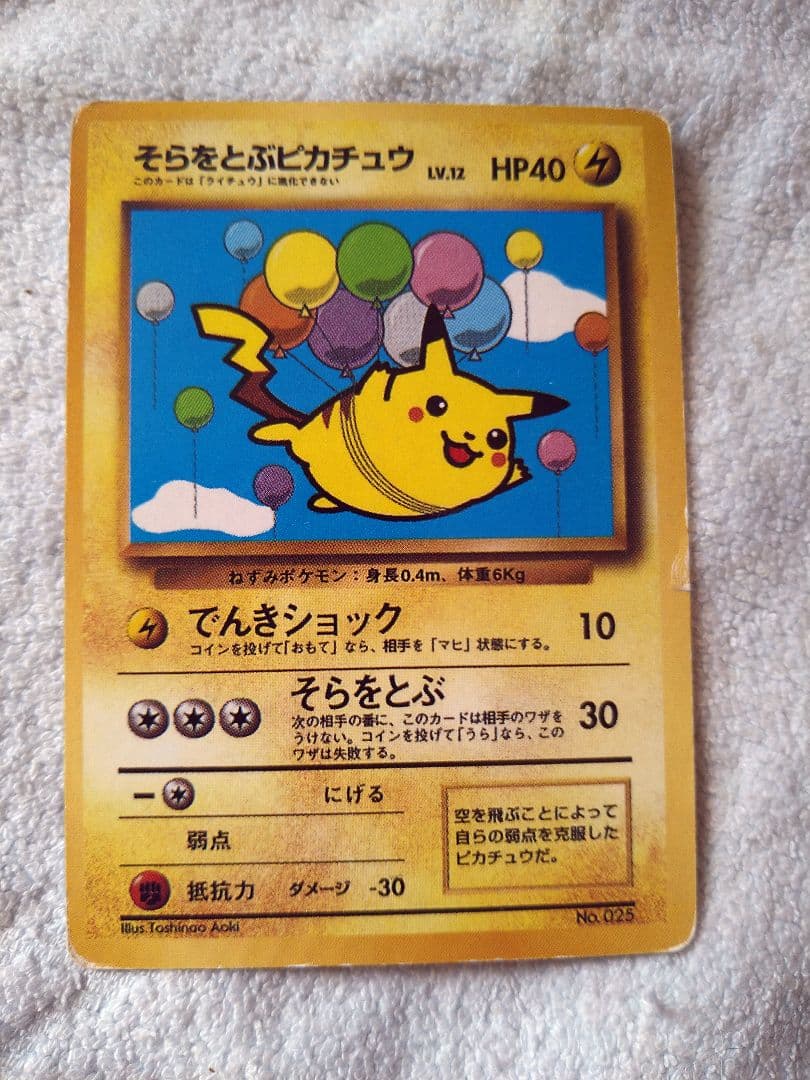 そらをとぶピカチュウ LV.12 HP40
このカードは「ライチュウ」に進化できない
ねずみポケモン：身長0.4m、体重6Kg
でんきショック 10
コインを投げて「おもて」なら、相手を「マヒ」状態にする。
そらをとぶ 30
次の相手の番に、このカードは相手のワザを
うけない。コインを投げて「うら」なら、この
ワザは失敗する。
にげる
弱点
抵抗力 ダメージ -30
空を飛ぶことによって
自らの弱点を克服した
ピカチュウだ。
Illus.Toshinao Aoki
No.025